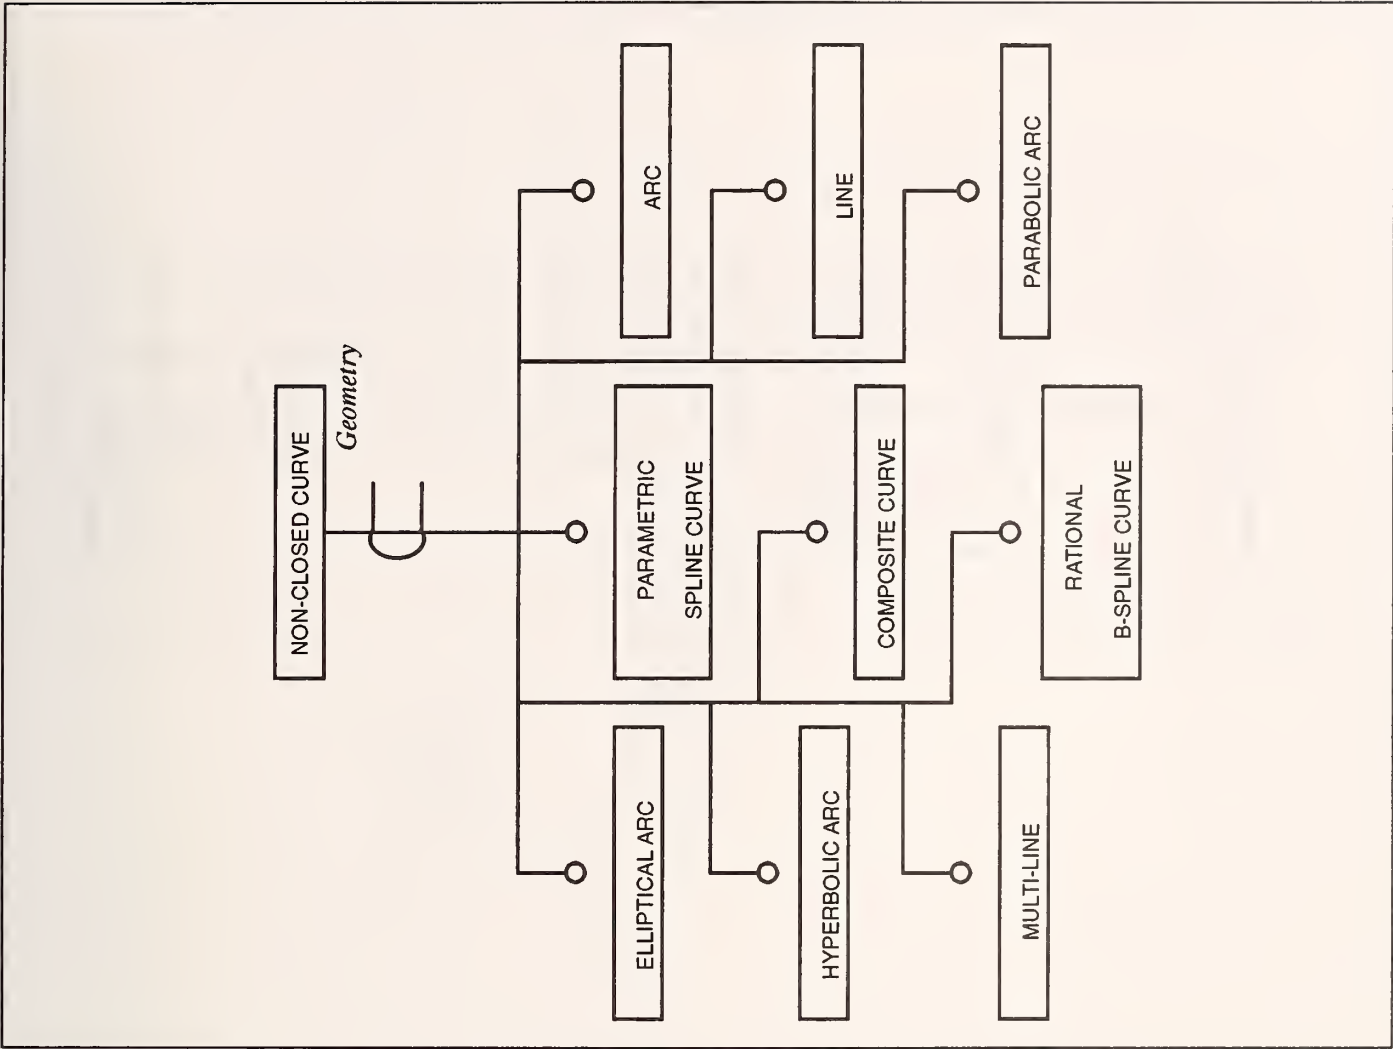 NON-CLOSED CURVE
Geometry
ELLIPTICAL ARC
PARAMETRIC
SPLINE CURVE
ARC
HYPERBOLIC ARC
COMPOSITE CURVE
LINE
MULTI-LINE
RATIONAL
B-SPLINE CURVE
PARABOLIC ARC